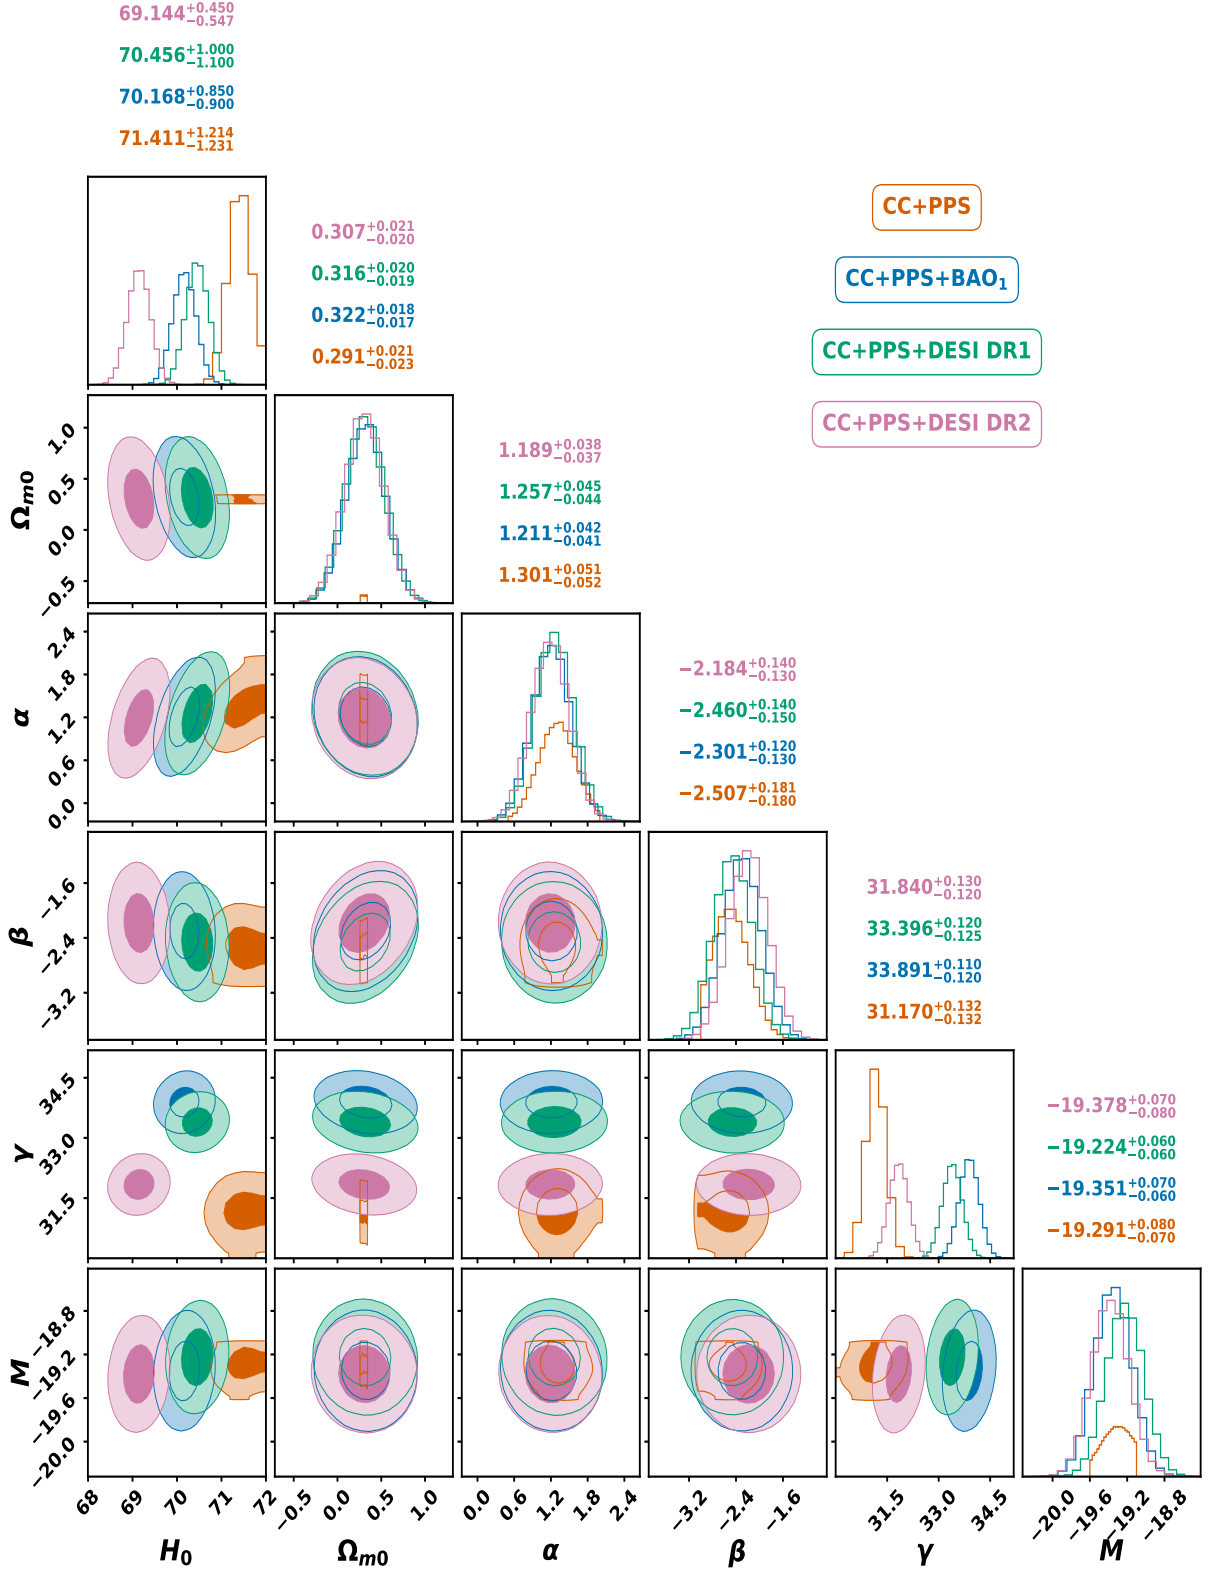 69.144+0.450−0.547
70.456+1.000−1.100
70.168+0.850−0.900
71.411+1.214−1.231
CC+PPS
0.307+0.021−0.020
0.316+0.020−0.019
0.322+0.018−0.017
0.291+0.021−0.023
CC+PPS+BAO1
CC+PPS+DESI DR1
CC+PPS+DESI DR2
Ωm0
1.0
0.5
0.0
−0.5
1.189+0.038−0.037
1.257+0.045−0.044
1.211+0.042−0.041
1.301+0.051−0.052
α
2.4
1.8
1.2
0.6
0.0
−2.184+0.140−0.130
−2.460+0.140−0.150
−2.301+0.120−0.130
−2.507+0.181−0.180
β
−1.6
−2.4
−3.2
31.840+0.130−0.120
33.396+0.120−0.125
33.891+0.110−0.120
31.170+0.132−0.132
γ
34.5
33.0
31.5
−19.378+0.070−0.080
−19.224+0.060−0.060
−19.351+0.070−0.060
−19.291+0.080−0.070
M
−18.8
−19.2
−19.6
−20.0
68 69 70 71 72
−0.5 0.0 0.5 1.0
0.0 0.6 1.2 1.8 2.4
−3.2 −2.4 −1.6
31.5 33.0 34.5
−20.0 −19.6 −19.2 −18.8
H0 Ωm0 α β γ M